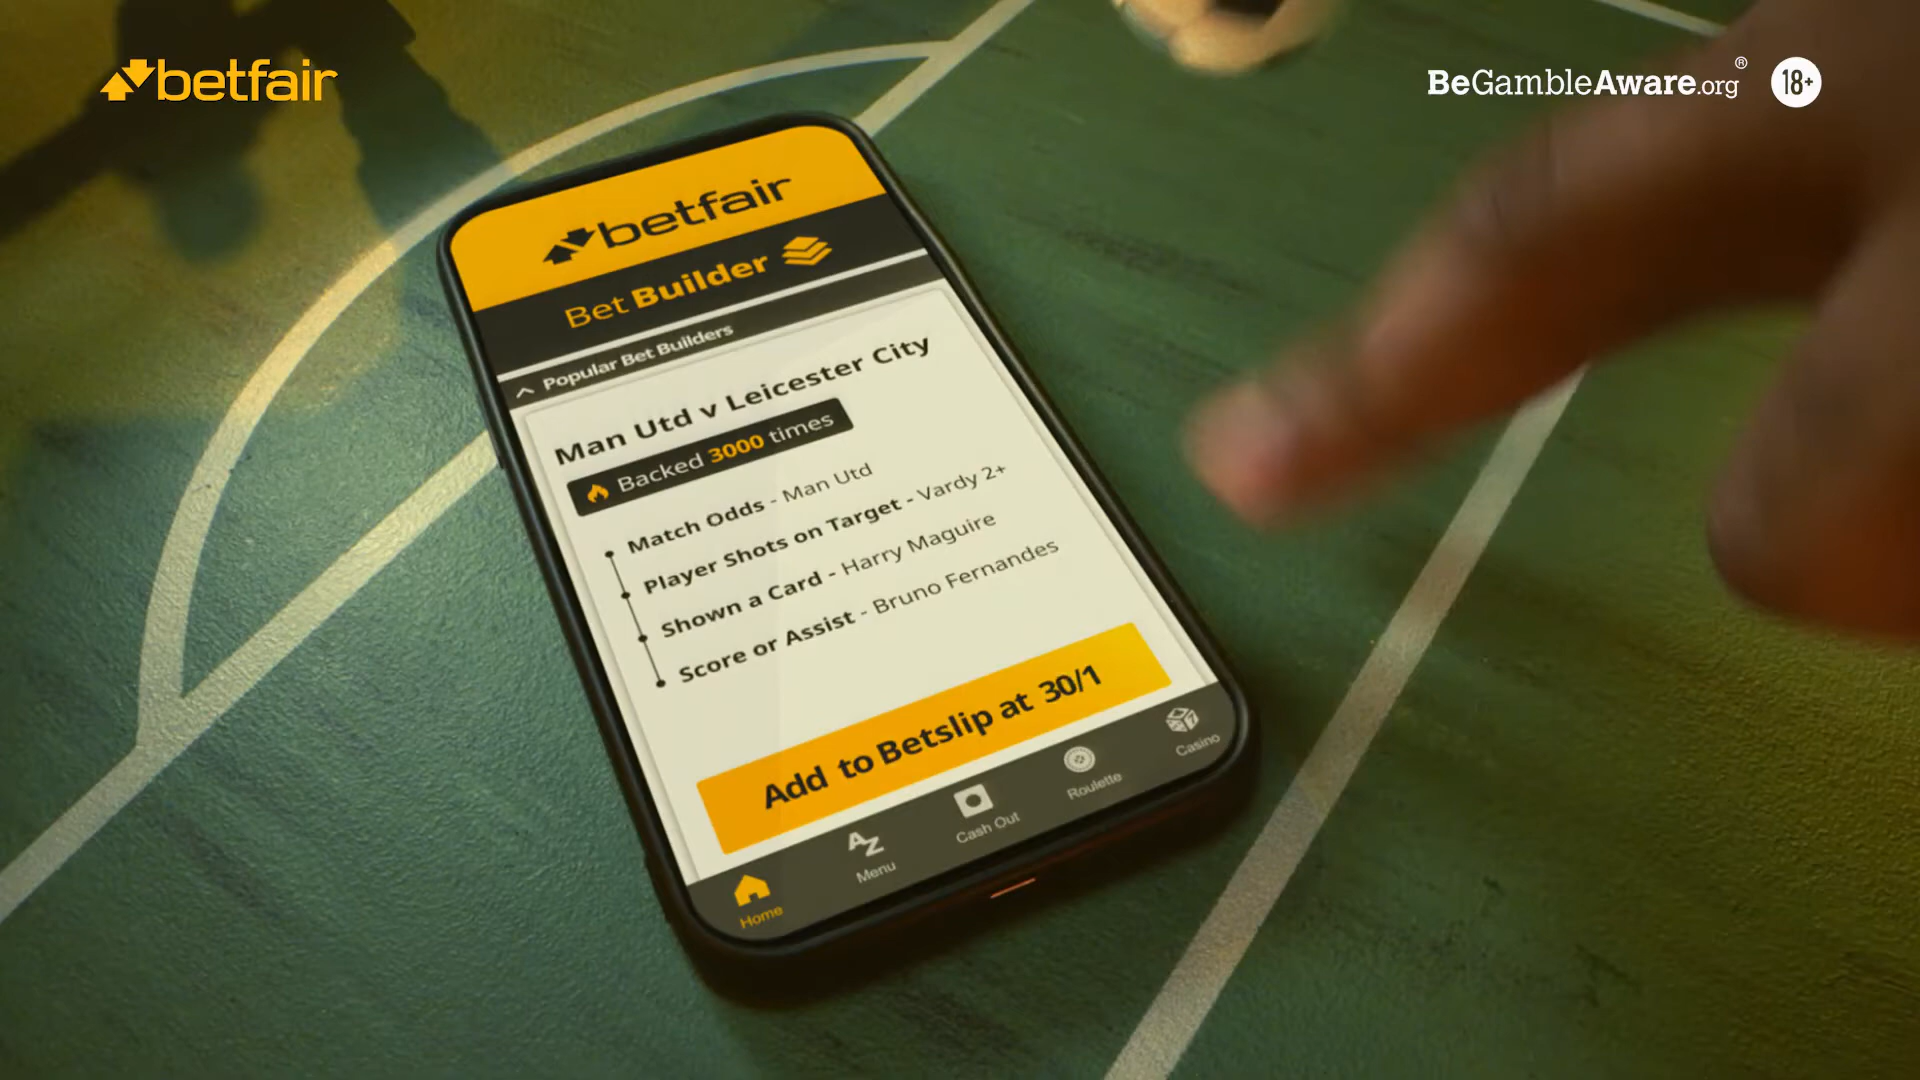 betfair
BeGambleAware.org®
18+
betfair
Bet Builder
Popular Bet Builders
Man Utd v Leicester City
Backed 3000 times
Match Odds - Man Utd
Player Shots on Target - Vardy 2+
Shown a Card - Harry Maguire
Score or Assist - Bruno Fernandes
Add to Betslip at 30/1
Home
AZ
Menu
Cash Out
Roulette
7
Casino